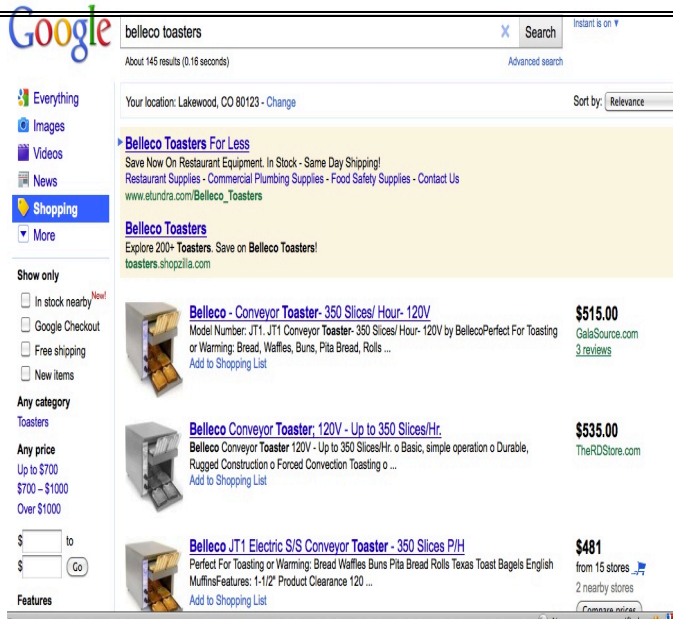 Google
belleco toasters X Search
Instant is on ▼
About 145 results (0.16 seconds) Advanced search
Everything
Images
Videos
News
Shopping
More
Show only
In stock nearby New!
Google Checkout
Free shipping
New items
Any category
Toasters
Any price
Up to $700
$700 – $1000
Over $1000
$ to
$ Go
Features
Your location: Lakewood, CO 80123 - Change
Sort by: Relevance
Belleco Toasters For Less
Save Now On Restaurant Equipment. In Stock - Same Day Shipping!
Restaurant Supplies - Commercial Plumbing Supplies - Food Safety Supplies - Contact Us
www.etundra.com/Belleco_Toasters
Belleco Toasters
Explore 200+ Toasters. Save on Belleco Toasters!
toasters.shopzilla.com
Belleco - Conveyor Toaster- 350 Slices/ Hour- 120V
Model Number: JT1. JT1 Conveyor Toaster- 350 Slices/ Hour- 120V by BellecoPerfect For Toasting
or Warming: Bread, Waffles, Buns, Pita Bread, Rolls ...
Add to Shopping List
$515.00
GalaSource.com
3 reviews
Belleco Conveyor Toaster; 120V - Up to 350 Slices/Hr.
Belleco Conveyor Toaster 120V - Up to 350 Slices/Hr. o Basic, simple operation o Durable,
Rugged Construction o Forced Convection Toasting o ...
Add to Shopping List
$535.00
TheRDStore.com
Belleco JT1 Electric S/S Conveyor Toaster - 350 Slices P/H
Perfect For Toasting or Warming: Bread Waffles Buns Pita Bread Rolls Texas Toast Bagels English
MuffinsFeatures: 1-1/2" Product Clearance 120 ...
Add to Shopping List
$481
from 15 stores
2 nearby stores
Compare prices